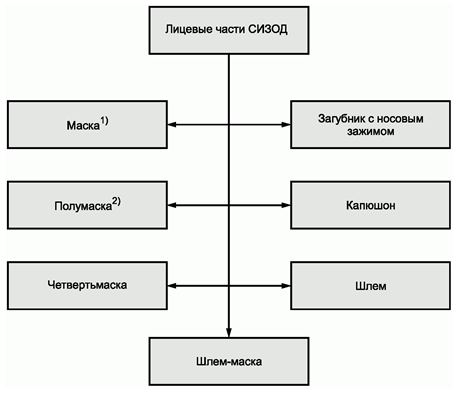 Лицевые части СИЗОД
Маска1)
Загубник с носовым
зажимом
Полумаска2)
Капюшон
Четвертьмаска
Шлем
Шлем-маска